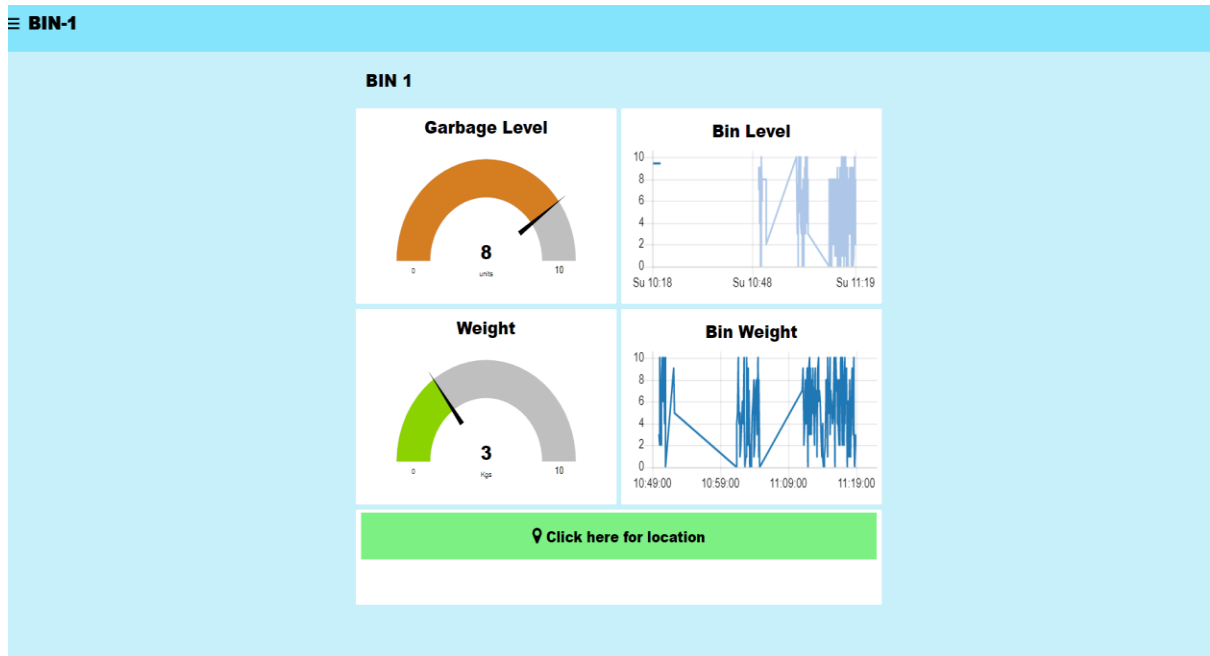 ☰ BIN-1
BIN 1
Garbage Level
8
units
0
10
Bin Level
10
8
6
4
2
0
Su 10:18
Su 10:48
Su 11:19
Weight
3
Kgs
0
10
Bin Weight
10
8
6
4
2
0
10:49:00
10:59:00
11:09:00
11:19:00
Click here for location